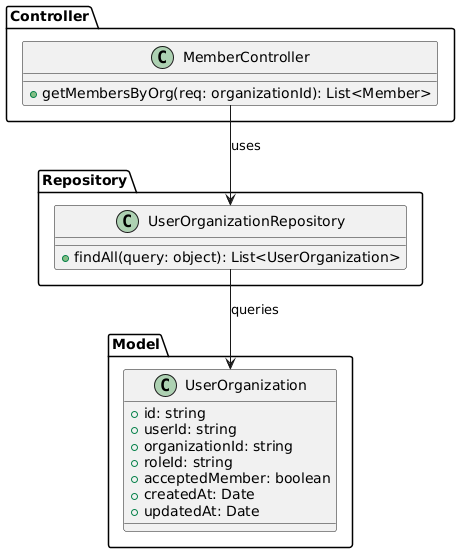 Controller
C MemberController
getMembersByOrg(req: organizationId): List<Member>
uses
Repository
C UserOrganizationRepository
findAll(query: object): List<UserOrganization>
queries
Model
C UserOrganization
id: string
userId: string
organizationId: string
roleId: string
acceptedMember: boolean
createdAt: Date
updatedAt: Date